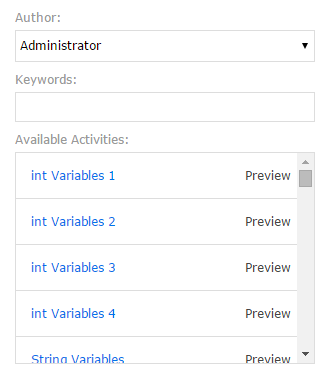 Author:
Administrator
Keywords:
Available Activities:
int Variables 1 Preview
int Variables 2 Preview
int Variables 3 Preview
int Variables 4 Preview
String Variables Preview